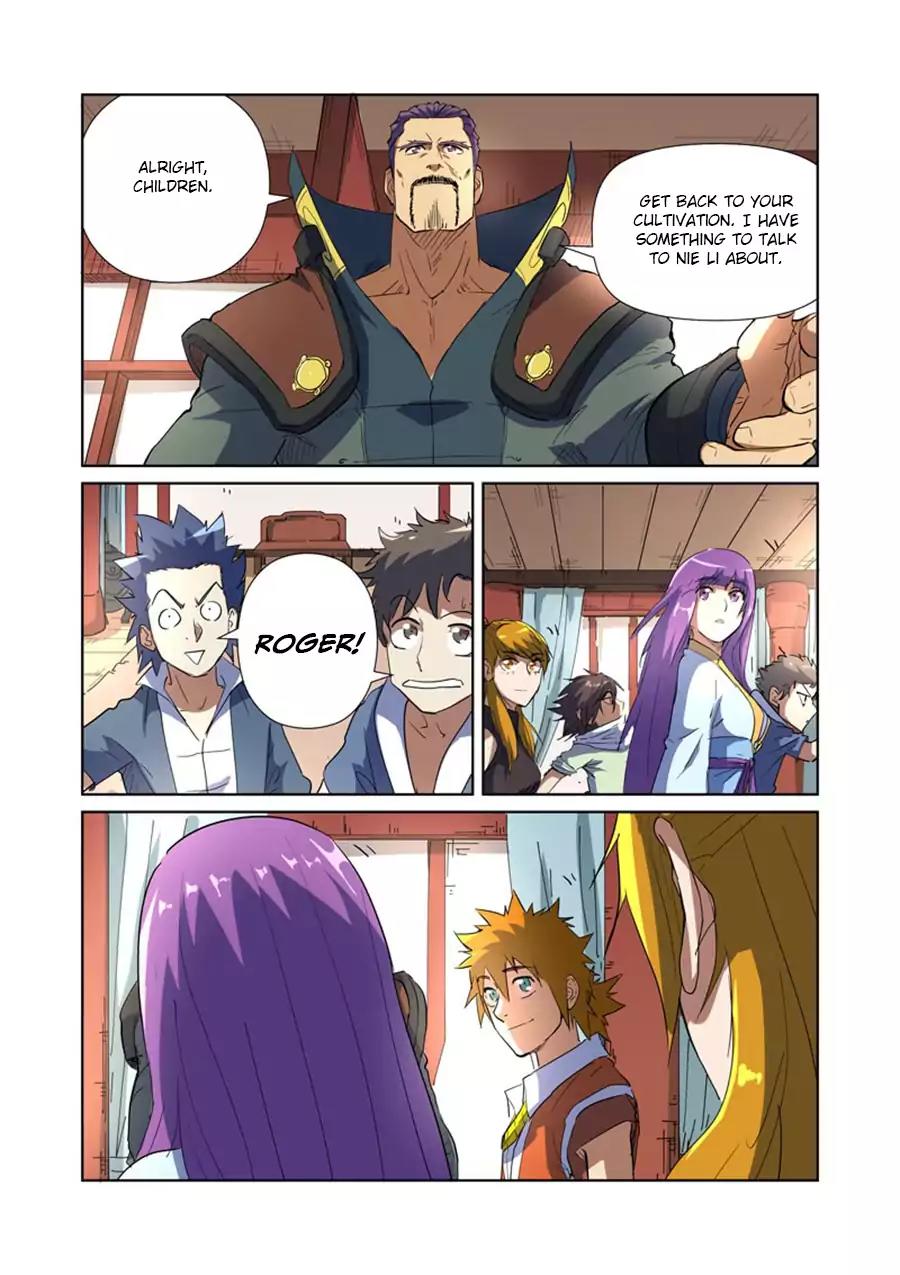 ALRIGHT,
CHILDREN.
GET BACK TO YOUR
CULTIVATION. I HAVE
SOMETHING TO TALK
TO NIE LI ABOUT.
ROGER!